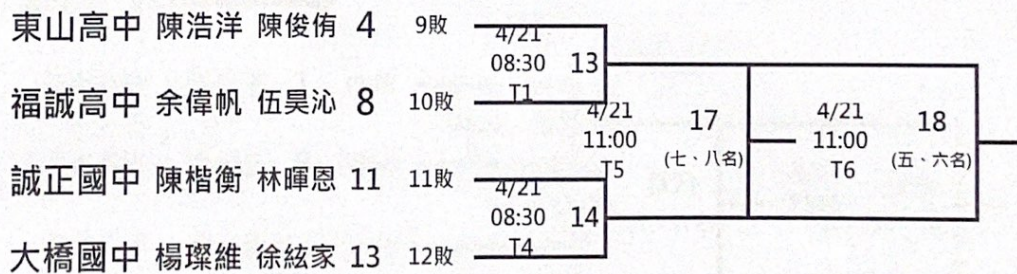 東山高中 陳浩洋 陳俊侑 4 9敗
4/21
08:30 13
T1
福誠高中 余偉帆 伍昊沁 8 10敗
4/21
11:00 17
T5 (七、八名)
4/21
11:00 18
T6 (五、六名)
誠正國中 陳楷衡 林暉恩 11 11敗
4/21
08:30 14
T4
大橋國中 楊璨維 徐絃家 13 12敗